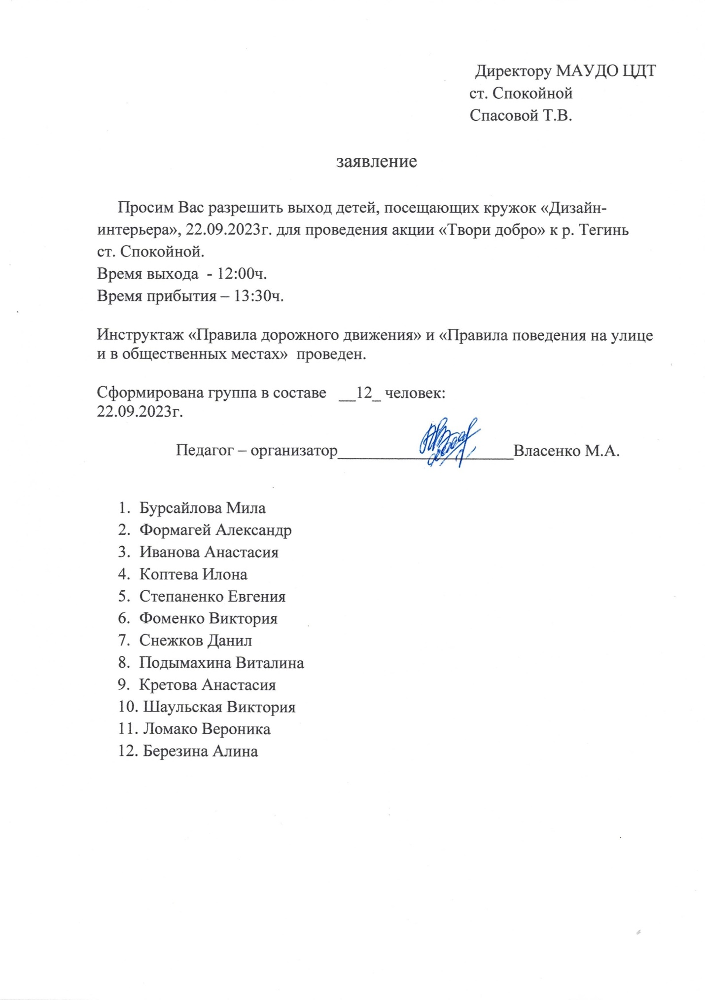 Директору МАУДО ЦДТ
ст. Спокойной
Спасовой Т.В.
заявление
Просим Вас разрешить выход детей, посещающих кружок «Дизайн-
интерьера», 22.09.2023г. для проведения акции «Твори добро» к р. Тегинь
ст. Спокойной.
Время выхода  - 12:00ч.
Время прибытия – 13:30ч.
Инструктаж «Правила дорожного движения» и «Правила поведения на улице
и в общественных местах»  проведен.
Сформирована группа в составе   __12_ человек:
22.09.2023г.
Педагог – организатор_____________________Власенко М.А.
1. Бурсайлова Мила
2. Формагей Александр
3. Иванова Анастасия
4. Коптева Илона
5. Степаненко Евгения
6. Фоменко Виктория
7. Снежков Данил
8. Подымахина Виталина
9. Кретова Анастасия
10. Шаульская Виктория
11. Ломако Вероника
12. Березина Алина